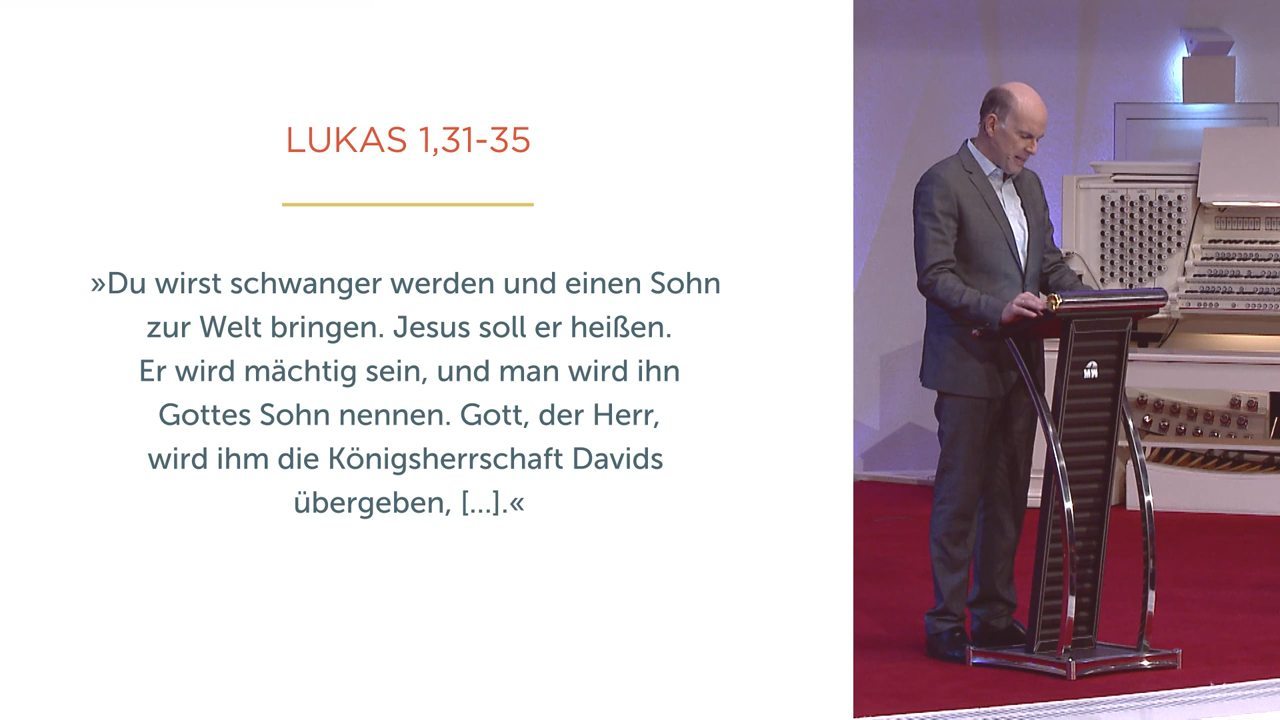 LUKAS 1,31-35
»Du wirst schwanger werden und einen Sohn
zur Welt bringen. Jesus soll er heißen.
Er wird mächtig sein, und man wird ihn
Gottes Sohn nennen. Gott, der Herr,
wird ihm die Königsherrschaft Davids
übergeben, [...].«
MW